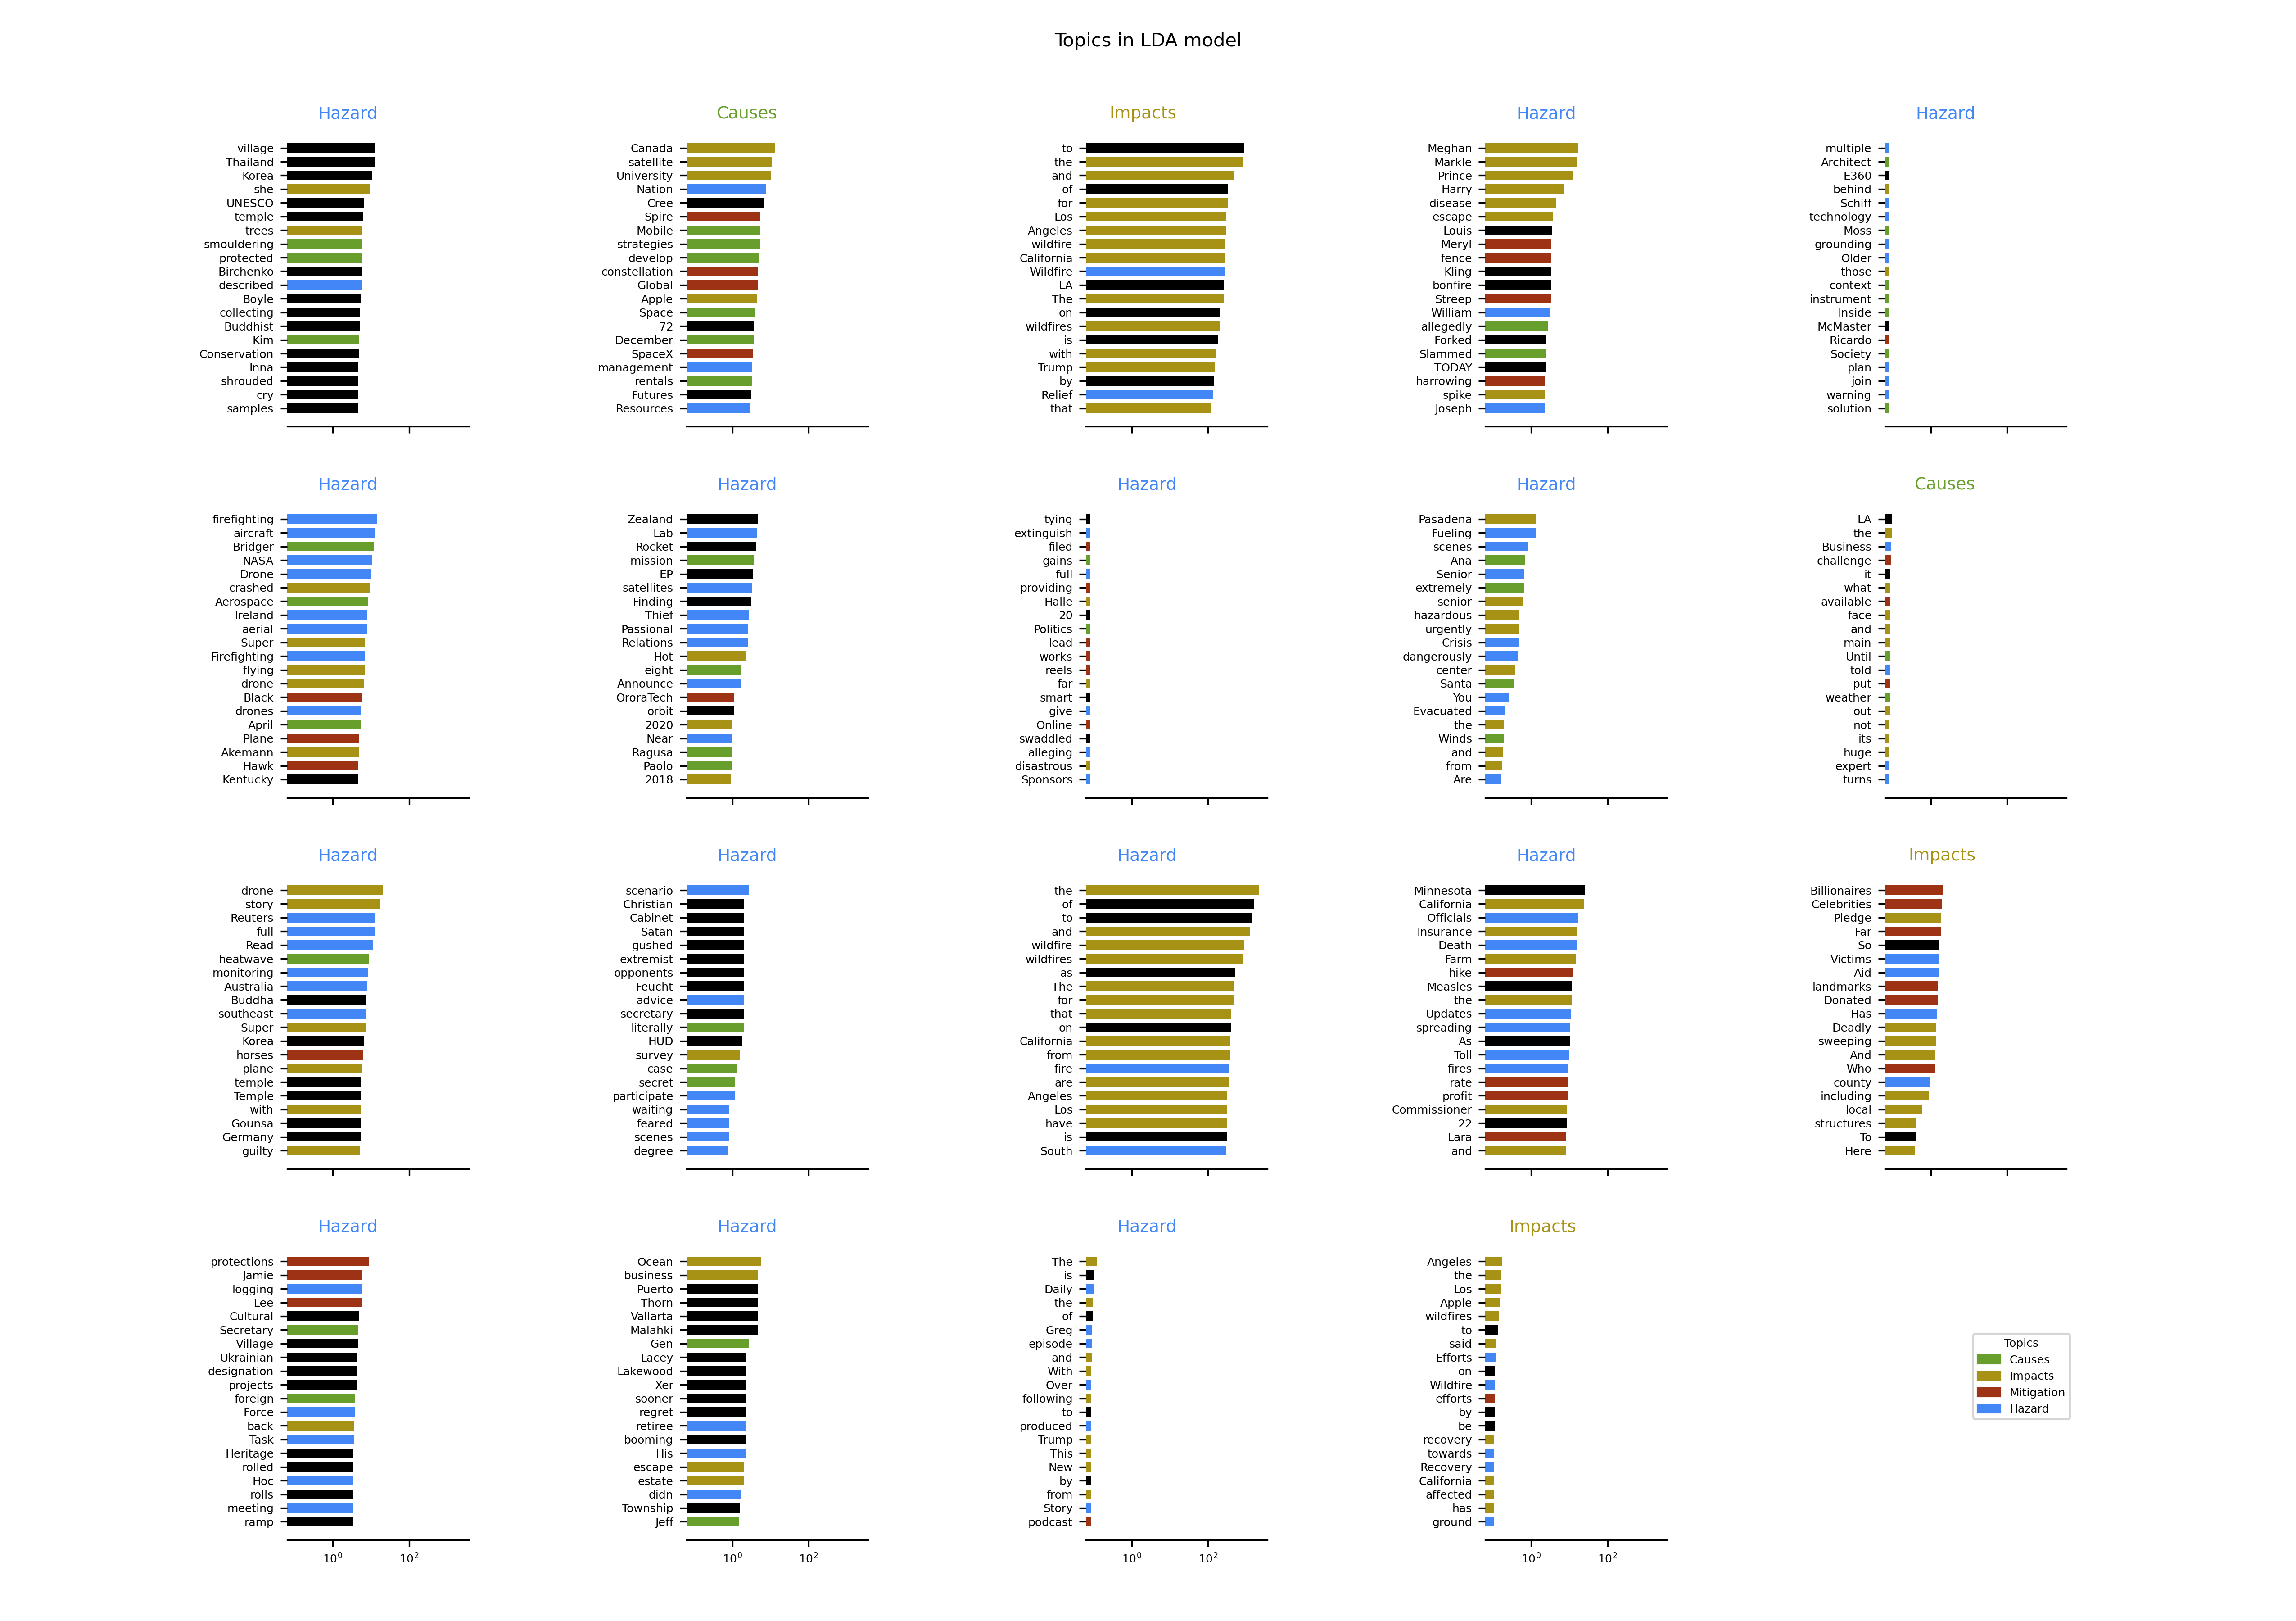 Topics in LDA model
Hazard
village
Thailand
Korea
she
UNESCO
temple
trees
smouldering
protected
Birchenko
described
Boyle
collecting
Buddhist
Kim
Conservation
Inna
shrouded
cry
samples
Causes
Canada
satellite
University
Nation
Cree
Spire
Mobile
strategies
develop
constellation
Global
Apple
Space
72
December
SpaceX
management
rentals
Futures
Resources
Impacts
to
the
and
of
for
Los
Angeles
wildfire
California
Wildfire
LA
The
on
wildfires
is
with
Trump
by
Relief
that
Hazard
Meghan
Markle
Prince
Harry
disease
escape
Louis
Meryl
fence
Kling
bonfire
Streep
William
allegedly
Forked
Slammed
TODAY
harrowing
spike
Joseph
Hazard
multiple
Architect
E360
behind
Schiff
technology
Moss
grounding
Older
those
context
instrument
Inside
McMaster
Ricardo
Society
plan
join
warning
solution
Hazard
firefighting
aircraft
Bridger
NASA
Drone
crashed
Aerospace
Ireland
aerial
Super
Firefighting
flying
drone
Black
drones
April
Plane
Akemann
Hawk
Kentucky
Hazard
Zealand
Lab
Rocket
mission
EP
satellites
Finding
Thief
Passional
Relations
Hot
eight
Announce
OroraTech
orbit
2020
Near
Ragusa
Paolo
2018
Hazard
tying
extinguish
filed
gains
full
providing
Halle
20
Politics
lead
works
reels
far
smart
give
Online
swaddled
alleging
disastrous
Sponsors
Hazard
Pasadena
Fueling
scenes
Ana
Senior
extremely
senior
hazardous
urgently
Crisis
dangerously
center
Santa
You
Evacuated
the
Winds
and
from
Are
Causes
LA
the
Business
challenge
it
what
available
face
and
main
Until
told
put
weather
out
not
its
huge
expert
turns
Hazard
drone
story
Reuters
full
Read
heatwave
monitoring
Australia
Buddha
southeast
Super
Korea
horses
plane
temple
Temple
with
Gounsa
Germany
guilty
Hazard
scenario
Christian
Cabinet
Satan
gushed
extremist
opponents
Feucht
advice
secretary
literally
HUD
survey
case
secret
participate
waiting
feared
scenes
degree
Hazard
the
of
to
and
wildfire
wildfires
as
The
for
that
on
California
from
fire
are
Angeles
Los
have
is
South
Hazard
Minnesota
California
Officials
Insurance
Death
Farm
hike
Measles
the
Updates
spreading
As
Toll
fires
rate
profit
Commissioner
22
Lara
and
Impacts
Billionaires
Celebrities
Pledge
Far
So
Victims
Aid
landmarks
Donated
Has
Deadly
sweeping
And
Who
county
including
local
structures
To
Here
Hazard
protections
Jamie
logging
Lee
Cultural
Secretary
Village
Ukrainian
designation
projects
foreign
Force
back
Task
Heritage
rolled
Hoc
rolls
meeting
ramp
10^0 10^2
Hazard
Ocean
business
Puerto
Thorn
Vallarta
Malahki
Gen
Lacey
Lakewood
Xer
sooner
regret
retiree
booming
His
escape
estate
didn
Township
Jeff
10^0 10^2
Hazard
The
is
Daily
the
of
Greg
episode
and
With
Over
following
to
produced
Trump
This
New
by
from
Story
podcast
10^0 10^2
Impacts
Angeles
the
Los
Apple
wildfires
to
said
Efforts
on
Wildfire
efforts
by
be
recovery
towards
Recovery
California
affected
has
ground
10^0 10^2
Topics
Causes
Impacts
Mitigation
Hazard